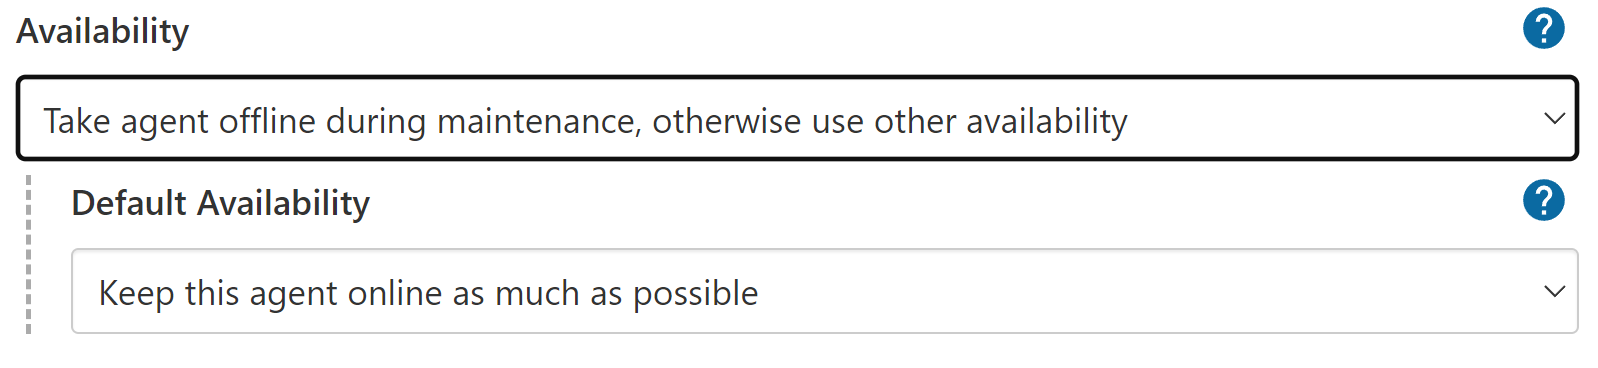 Availability
?
Take agent offline during maintenance, otherwise use other availability
Default Availability
?
Keep this agent online as much as possible